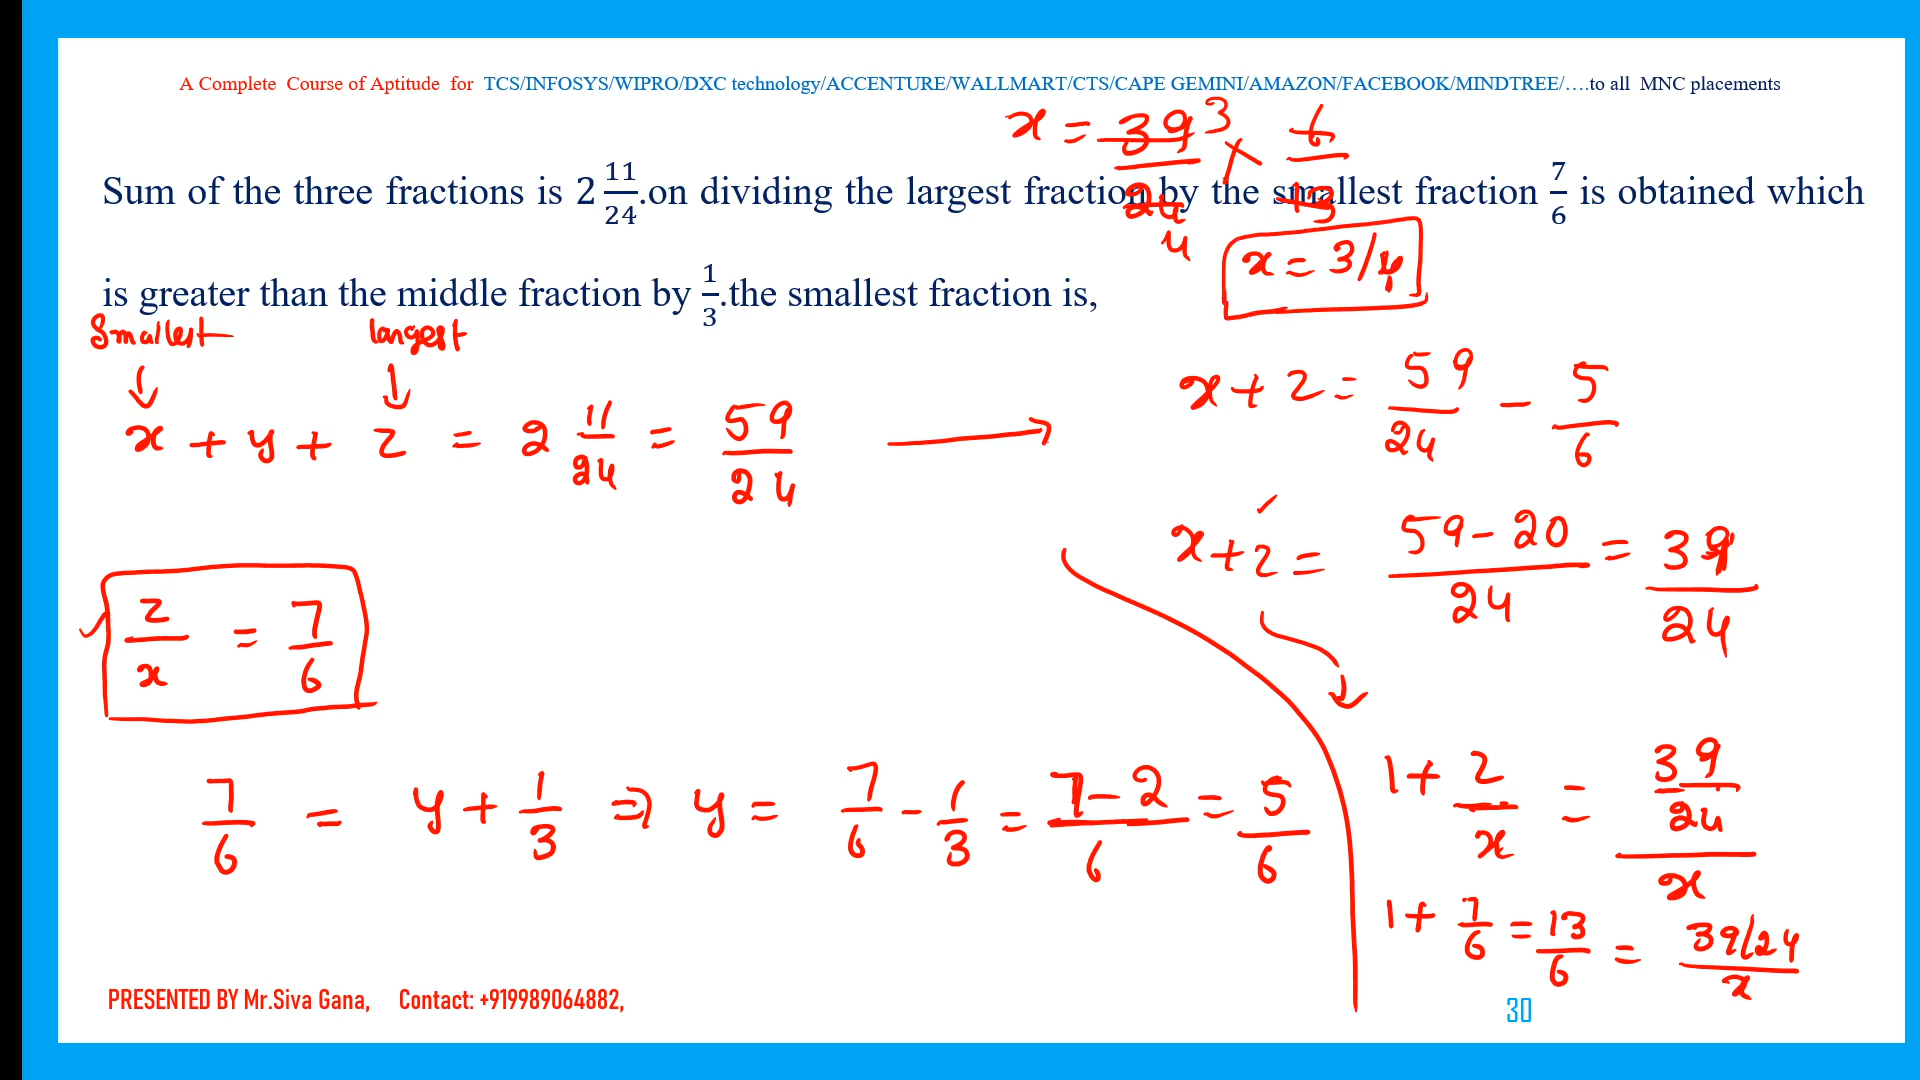 A Complete Course of Aptitude for TCS/INFOSYS/WIPRO/DXC technology/ACCENTURE/WALLMART/CTS/CAPE GEMINI/AMAZON/FACEBOOK/MINDTREE/….to all MNC placements
x = 39/24 × 6/13
3
4
Sum of the three fractions is 2 11/24.on dividing the largest fraction by the smallest fraction 7/6 is obtained which
x = 3/4
is greater than the middle fraction by 1/3.the smallest fraction is,
Smallest largest
x + y + z = 2 11/24 = 59/24
x + z = 59/24 - 5/6
x + z = 59-20/24 = 39/24
z/x = 7/6
7/6 = y + 1/3 ⇒ y = 7/6 - 1/3 = 7-2/6 = 5/6
1 + z/x = 39/24/x
1 + 7/6 = 13/6 = 39/24/x
PRESENTED BY Mr.Siva Gana, Contact: +919989064882,
30